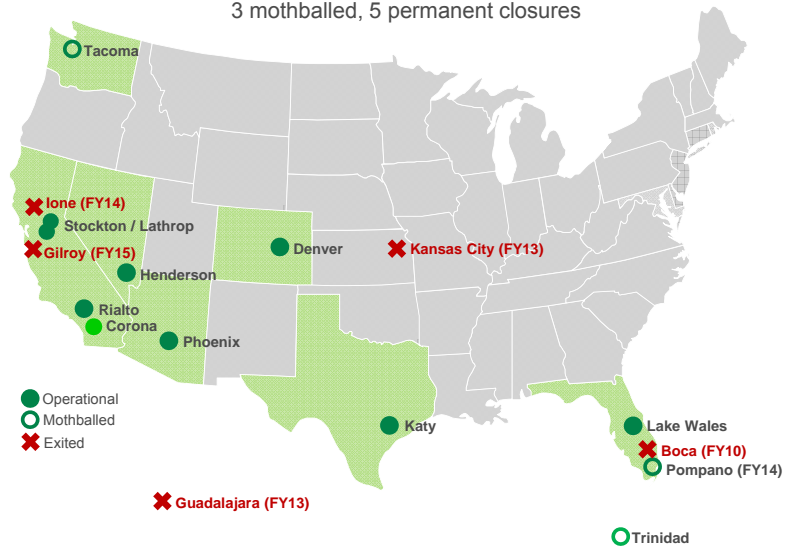 3 mothballed, 5 permanent closures
Tacoma
Ione (FY14)
Stockton / Lathrop
Gilroy (FY15)
Denver
Kansas City (FY13)
Henderson
Rialto
Corona
Phoenix
Operational
Mothballed
Exited
Katy
Lake Wales
Boca (FY10)
Pompano (FY14)
Guadalajara (FY13)
Trinidad